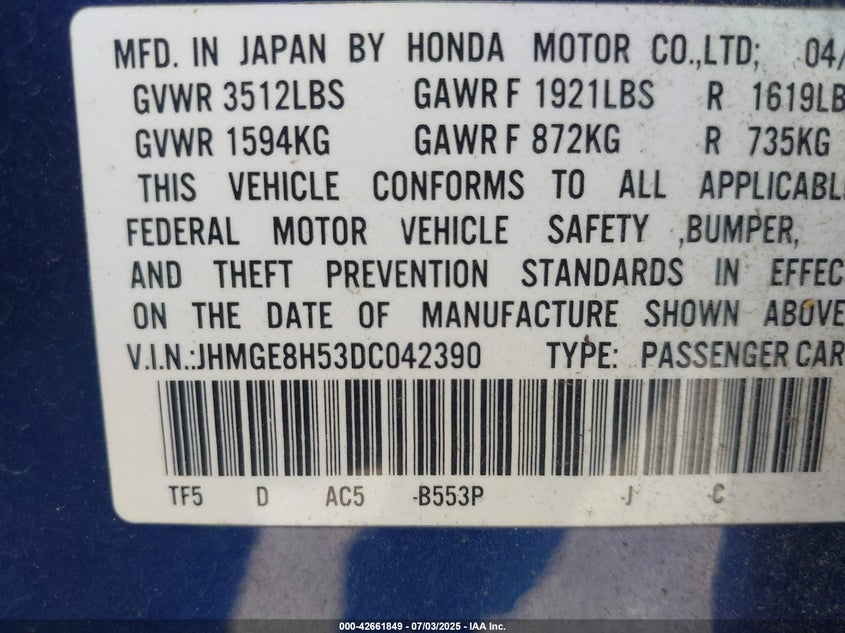 MFD. IN JAPAN BY HONDA MOTOR CO.,LTD; 04/
GVWR 3512LBS GAWR F 1921LBS R 1619LB
GVWR 1594KG GAWR F 872KG R 735KG
THIS VEHICLE CONFORMS TO ALL APPLICABLE
FEDERAL MOTOR VEHICLE SAFETY ,BUMPER,
AND THEFT PREVENTION STANDARDS IN EFFEC
ON THE DATE OF MANUFACTURE SHOWN ABOVE
V.I.N.:JHMGE8H53DC042390 TYPE: PASSENGER CAR
TF5 D AC5 -B553P -J C
000-42661849 - 07/03/2025 - IAA Inc.